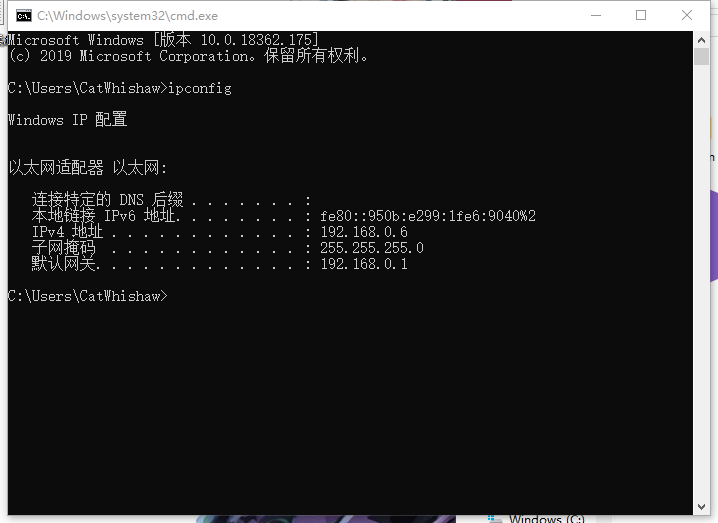 C:\Windows\system32\cmd.exe
Microsoft Windows [版本 10.0.18362.175]
(c) 2019 Microsoft Corporation。保留所有权利。
C:\Users\CatWhishaw>ipconfig
Windows IP 配置
以太网适配器 以太网:
连接特定的 DNS 后缀 . . . . . . . :
本地链接 IPv6 地址. . . . . . . . : fe80::950b:e299:1fe6:9040%2
IPv4 地址 . . . . . . . . . . . . : 192.168.0.6
子网掩码  . . . . . . . . . . . . : 255.255.255.0
默认网关. . . . . . . . . . . . . : 192.168.0.1
C:\Users\CatWhishaw>
Windows (C:)